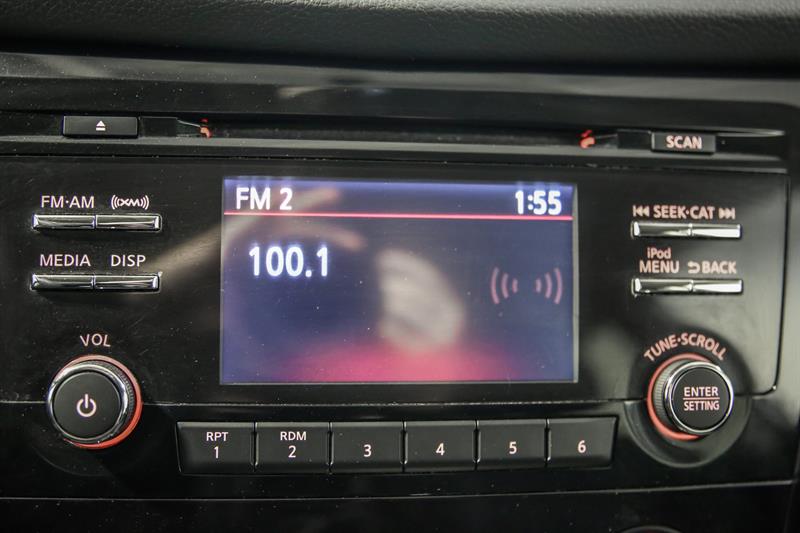 SCAN
FM·AM ((XM))
FM 2 1:55
SEEK·CAT
MEDIA DISP
100.1
iPod
MENU BACK
VOL
TUNE·SCROLL
ENTER
SETTING
RPT
1
RDM
2
3
4
5
6